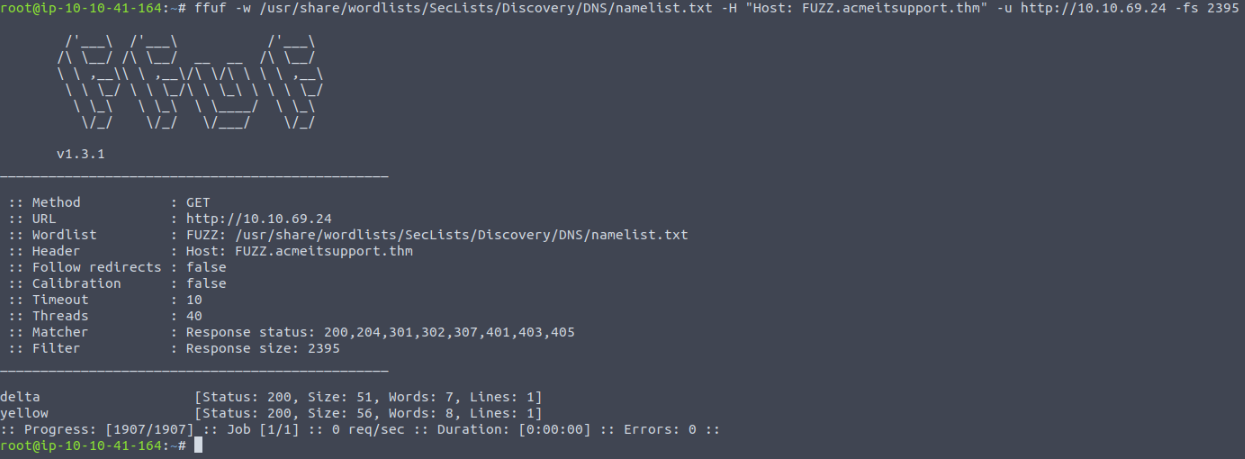 root@ip-10-10-41-164:~# ffuf -w /usr/share/wordlists/SecLists/Discovery/DNS/namelist.txt -H "Host: FUZZ.acmeitsupport.thm" -u http://10.10.69.24 -fs 2395
        /'___\  /'___\           /'___\
       /\ \__/ /\ \__/  __  __  /\ \__/
       \ \ ,__\\ \ ,__\/\ \/\ \ \ \ ,__\
        \ \ \_/ \ \ \_/\ \ \_\ \ \ \ \_/
         \ \_\   \ \_\  \ \____/  \ \_\
          \/_/    \/_/   \/___/    \/_/
       v1.3.1
________________________________________________
 :: Method           : GET
 :: URL              : http://10.10.69.24
 :: Wordlist         : FUZZ: /usr/share/wordlists/SecLists/Discovery/DNS/namelist.txt
 :: Header           : Host: FUZZ.acmeitsupport.thm
 :: Follow redirects : false
 :: Calibration      : false
 :: Timeout          : 10
 :: Threads          : 40
 :: Matcher          : Response status: 200,204,301,302,307,401,403,405
 :: Filter           : Response size: 2395
________________________________________________
delta                   [Status: 200, Size: 51, Words: 7, Lines: 1]
yellow                  [Status: 200, Size: 56, Words: 8, Lines: 1]
:: Progress: [1907/1907] :: Job [1/1] :: 0 req/sec :: Duration: [0:00:00] :: Errors: 0 ::
root@ip-10-10-41-164:~#